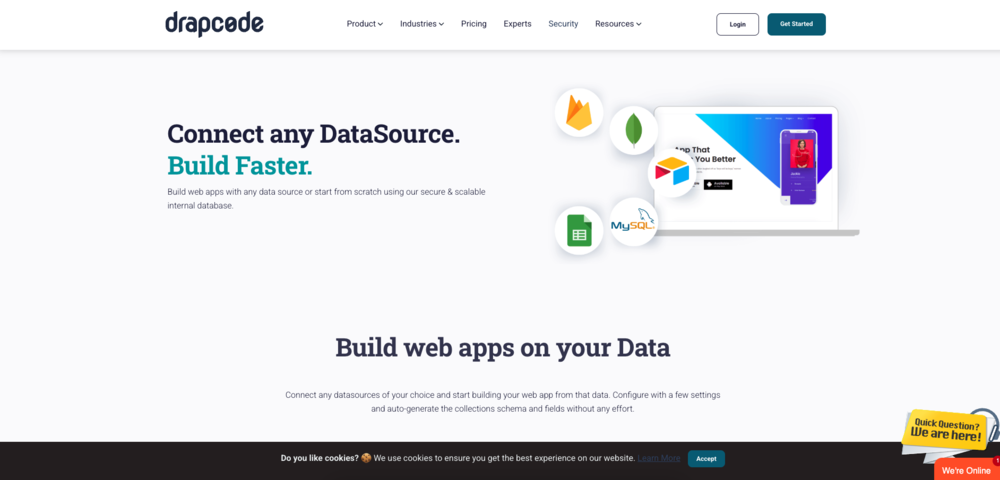 drapcode
Product
Industries
Pricing
Experts
Security
Resources
Login
Get Started
Connect any DataSource.
Build Faster.
Build web apps with any data source or start from scratch using our secure & scalable
internal database.
App That
You Better
MySQL
Build web apps on your Data
Connect any datasources of your choice and start building your web app from that data. Configure with a few settings
and auto-generate the collections schema and fields without any effort.
Quick Question?
We are here!
Do you like cookies? 🍪 We use cookies to ensure you get the best experience on our website. Learn More
Accept
1
We're Online